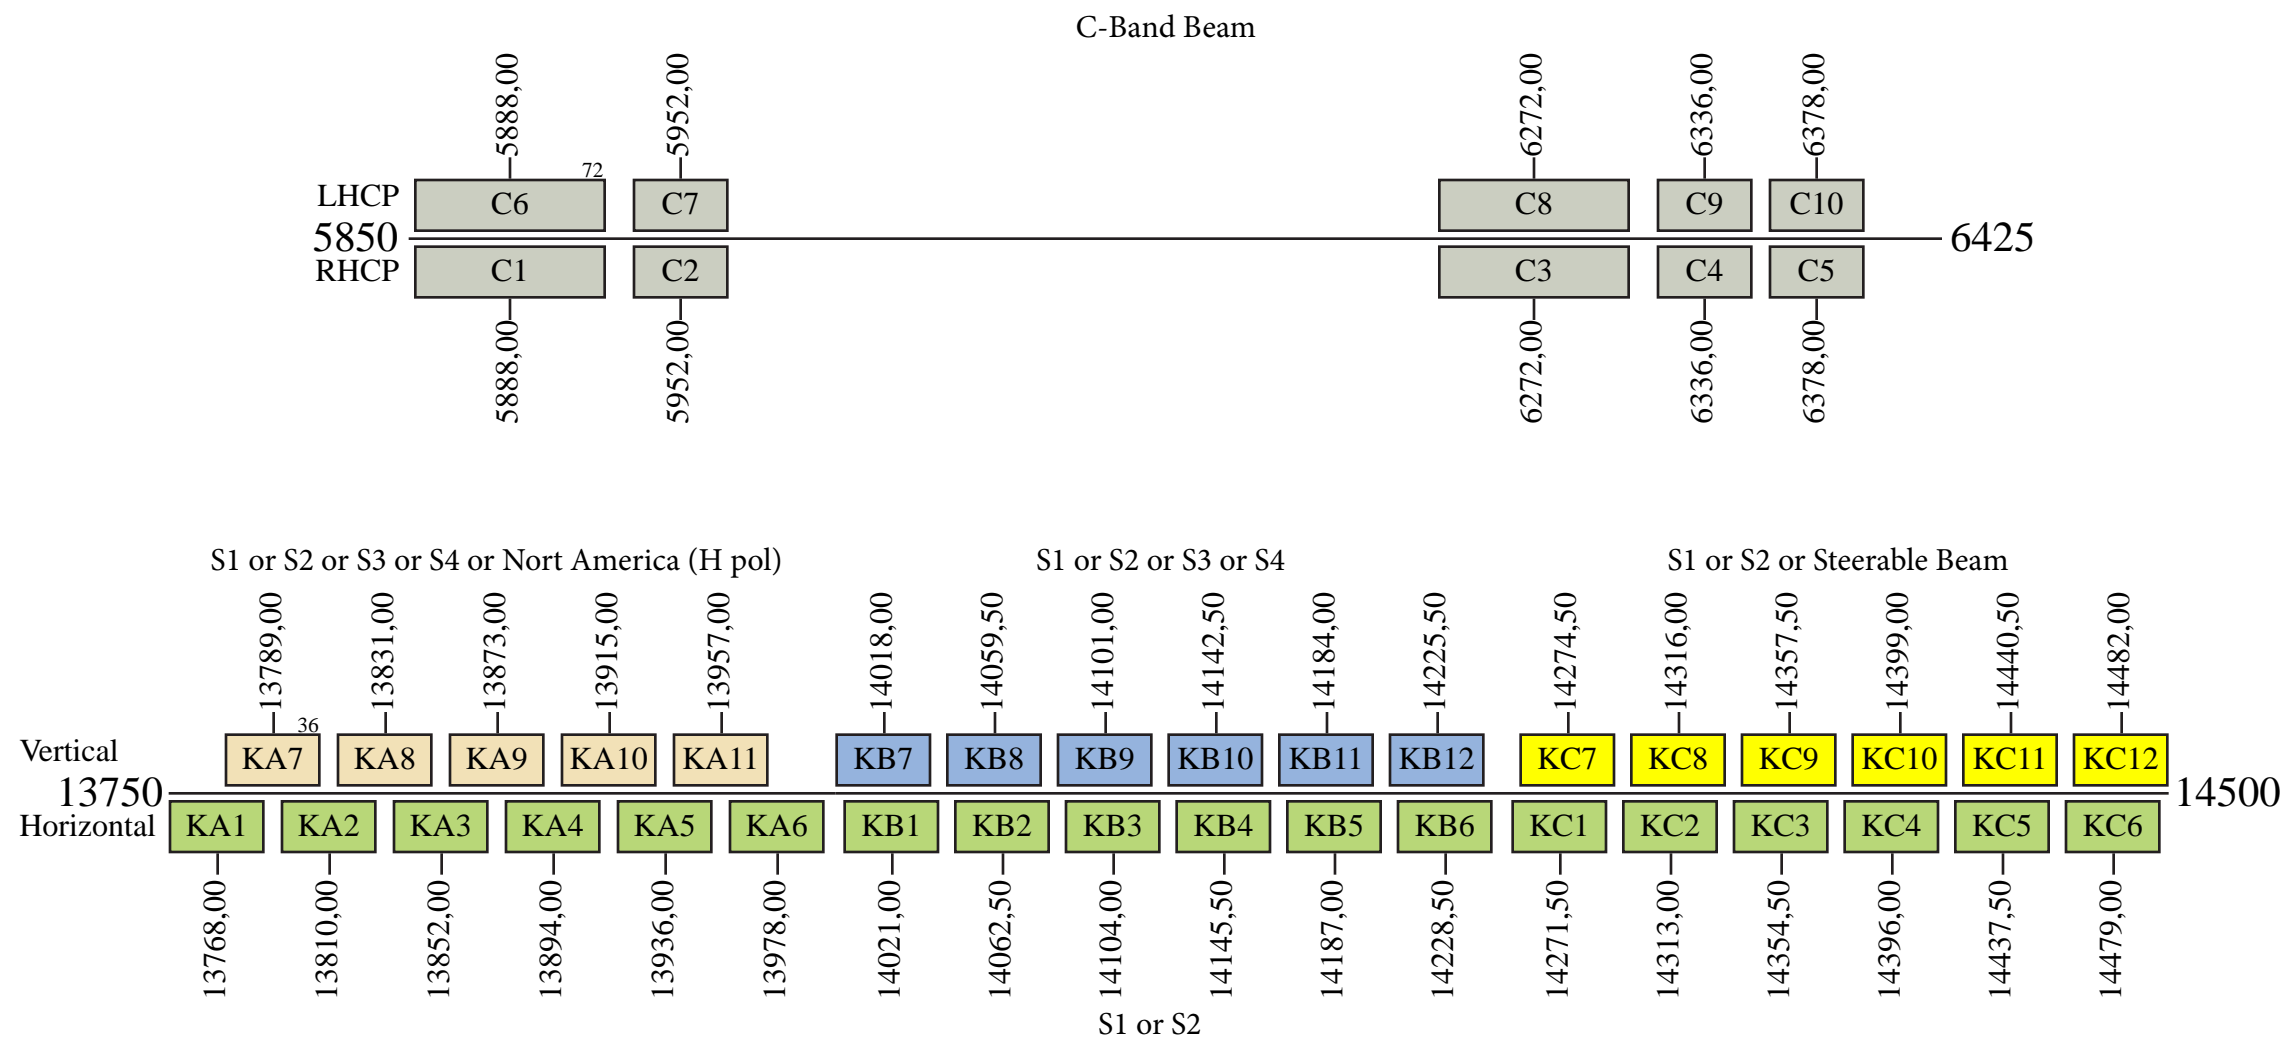 C-Band Beam
5888,00 5952,00 6272,00 6336,00 6378,00
72
LHCP C6 C7 C8 C9 C10
5850 6425
RHCP C1 C2 C3 C4 C5
5888,00 5952,00 6272,00 6336,00 6378,00
S1 or S2 or S3 or S4 or Nort America (H pol) S1 or S2 or S3 or S4 S1 or S2 or Steerable Beam
13789,00 13831,00 13873,00 13915,00 13957,00 14018,00 14059,50 14101,00 14142,50 14184,00 14225,50 14274,50 14316,00 14357,50 14399,00 14440,50 14482,00
36
Vertical KA7 KA8 KA9 KA10 KA11 KB7 KB8 KB9 KB10 KB11 KB12 KC7 KC8 KC9 KC10 KC11 KC12
13750 14500
Horizontal KA1 KA2 KA3 KA4 KA5 KA6 KB1 KB2 KB3 KB4 KB5 KB6 KC1 KC2 KC3 KC4 KC5 KC6
13768,00 13810,00 13852,00 13894,00 13936,00 13978,00 14021,00 14062,50 14104,00 14145,50 14187,00 14228,50 14271,50 14313,00 14354,50 14396,00 14437,50 14479,00
S1 or S2